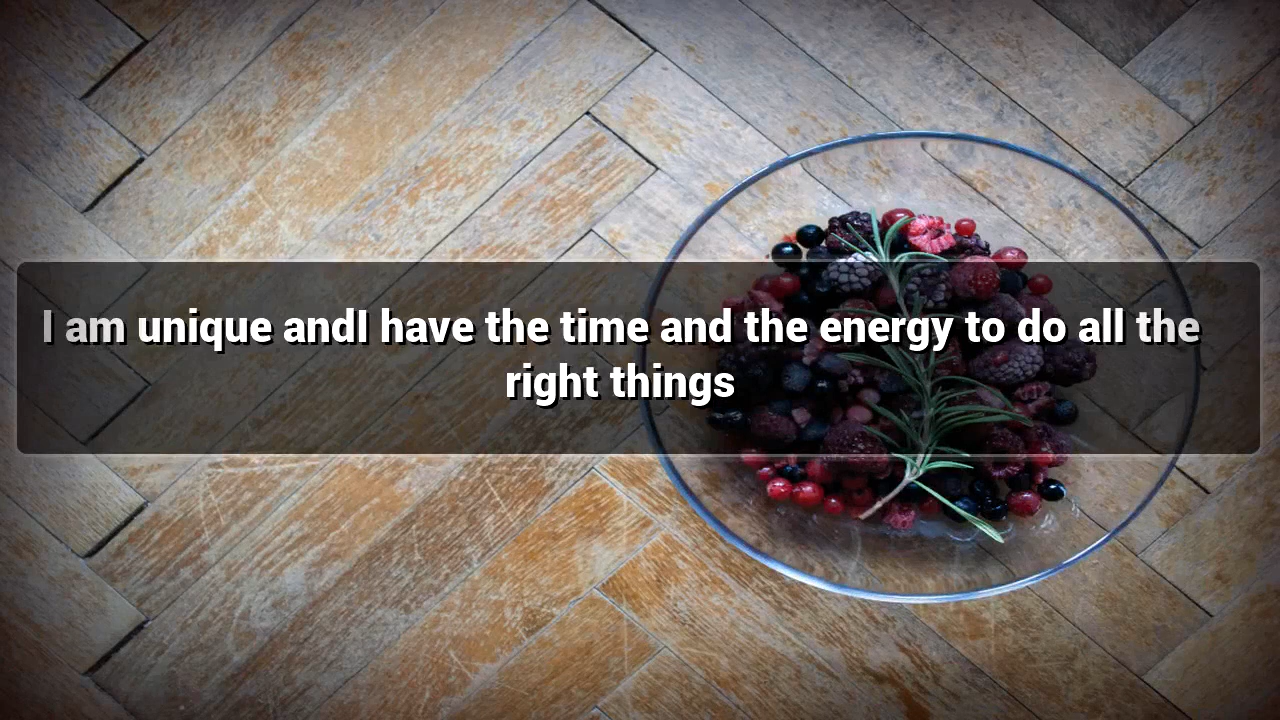 I am unique andI have the time and the energy to do all the
right things